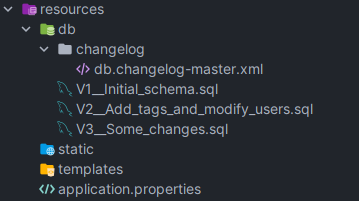 resources
db
changelog
db.changelog-master.xml
V1__Initial_schema.sql
V2__Add_tags_and_modify_users.sql
V3__Some_changes.sql
static
templates
application.properties